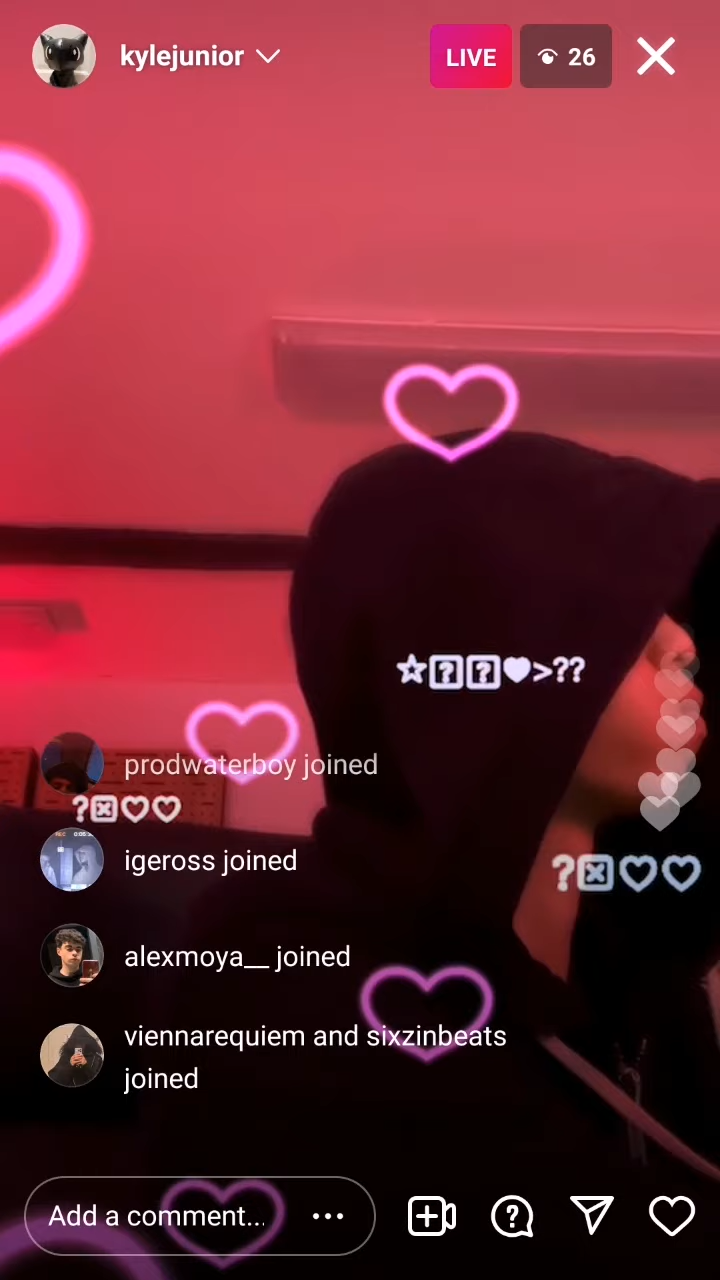 kylejunior
LIVE
26
☆??♥>??
prodwaterboy joined
?☒♡♡
igeross joined
?☒♡♡
alexmoya__ joined
viennarequiem and sixzinbeats
joined
Add a comment...